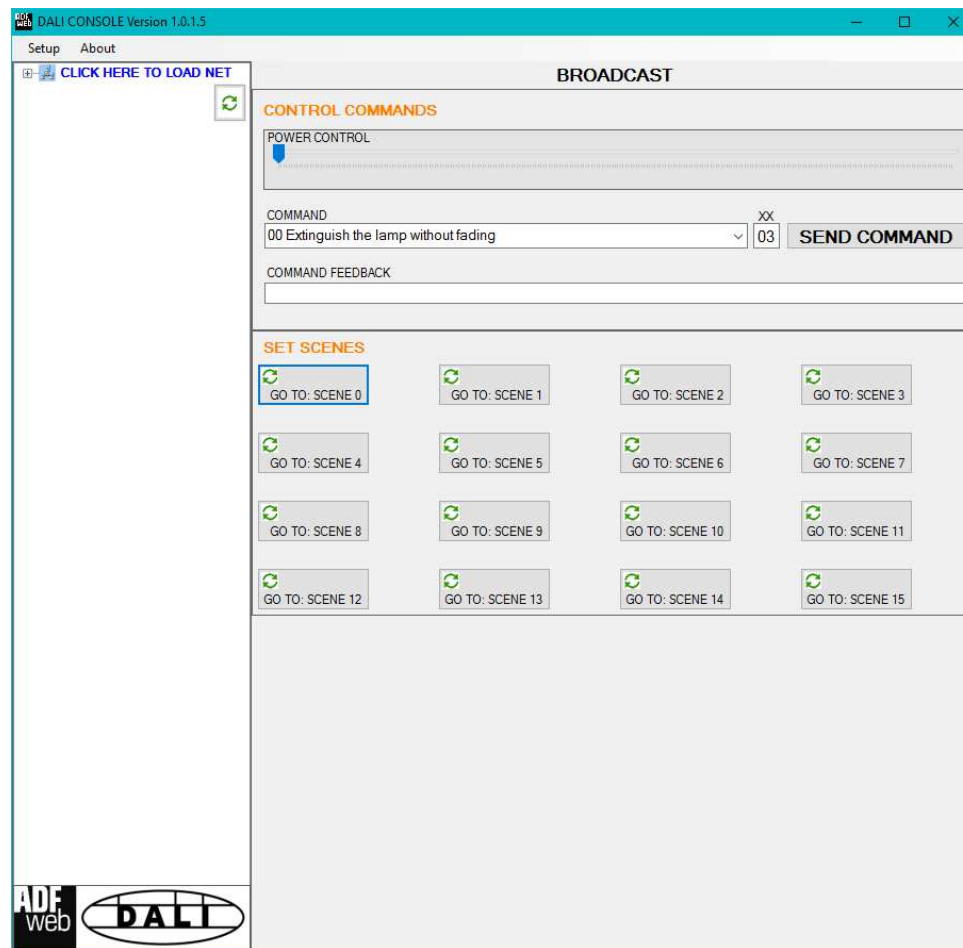 DALI CONSOLE Version 1.0.1.5
Setup About
CLICK HERE TO LOAD NET
BROADCAST
CONTROL COMMANDS
POWER CONTROL
COMMAND
XX
00 Extinguish the lamp without fading
03
SEND COMMAND
COMMAND FEEDBACK
SET SCENES
GO TO: SCENE 0
GO TO: SCENE 1
GO TO: SCENE 2
GO TO: SCENE 3
GO TO: SCENE 4
GO TO: SCENE 5
GO TO: SCENE 6
GO TO: SCENE 7
GO TO: SCENE 8
GO TO: SCENE 9
GO TO: SCENE 10
GO TO: SCENE 11
GO TO: SCENE 12
GO TO: SCENE 13
GO TO: SCENE 14
GO TO: SCENE 15
ADF
web
DALI